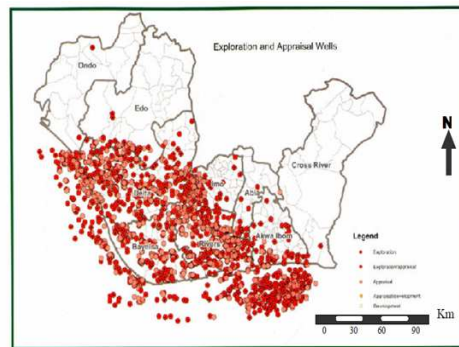 Exploration and Appraisal Wells
Ondo
Edo
N
Cross River
Delta
Imo
Abia
Akwa Ibom
Bayelsa
Rivers
Legend
Exploration
Appraisal
Km
0 30 60 90